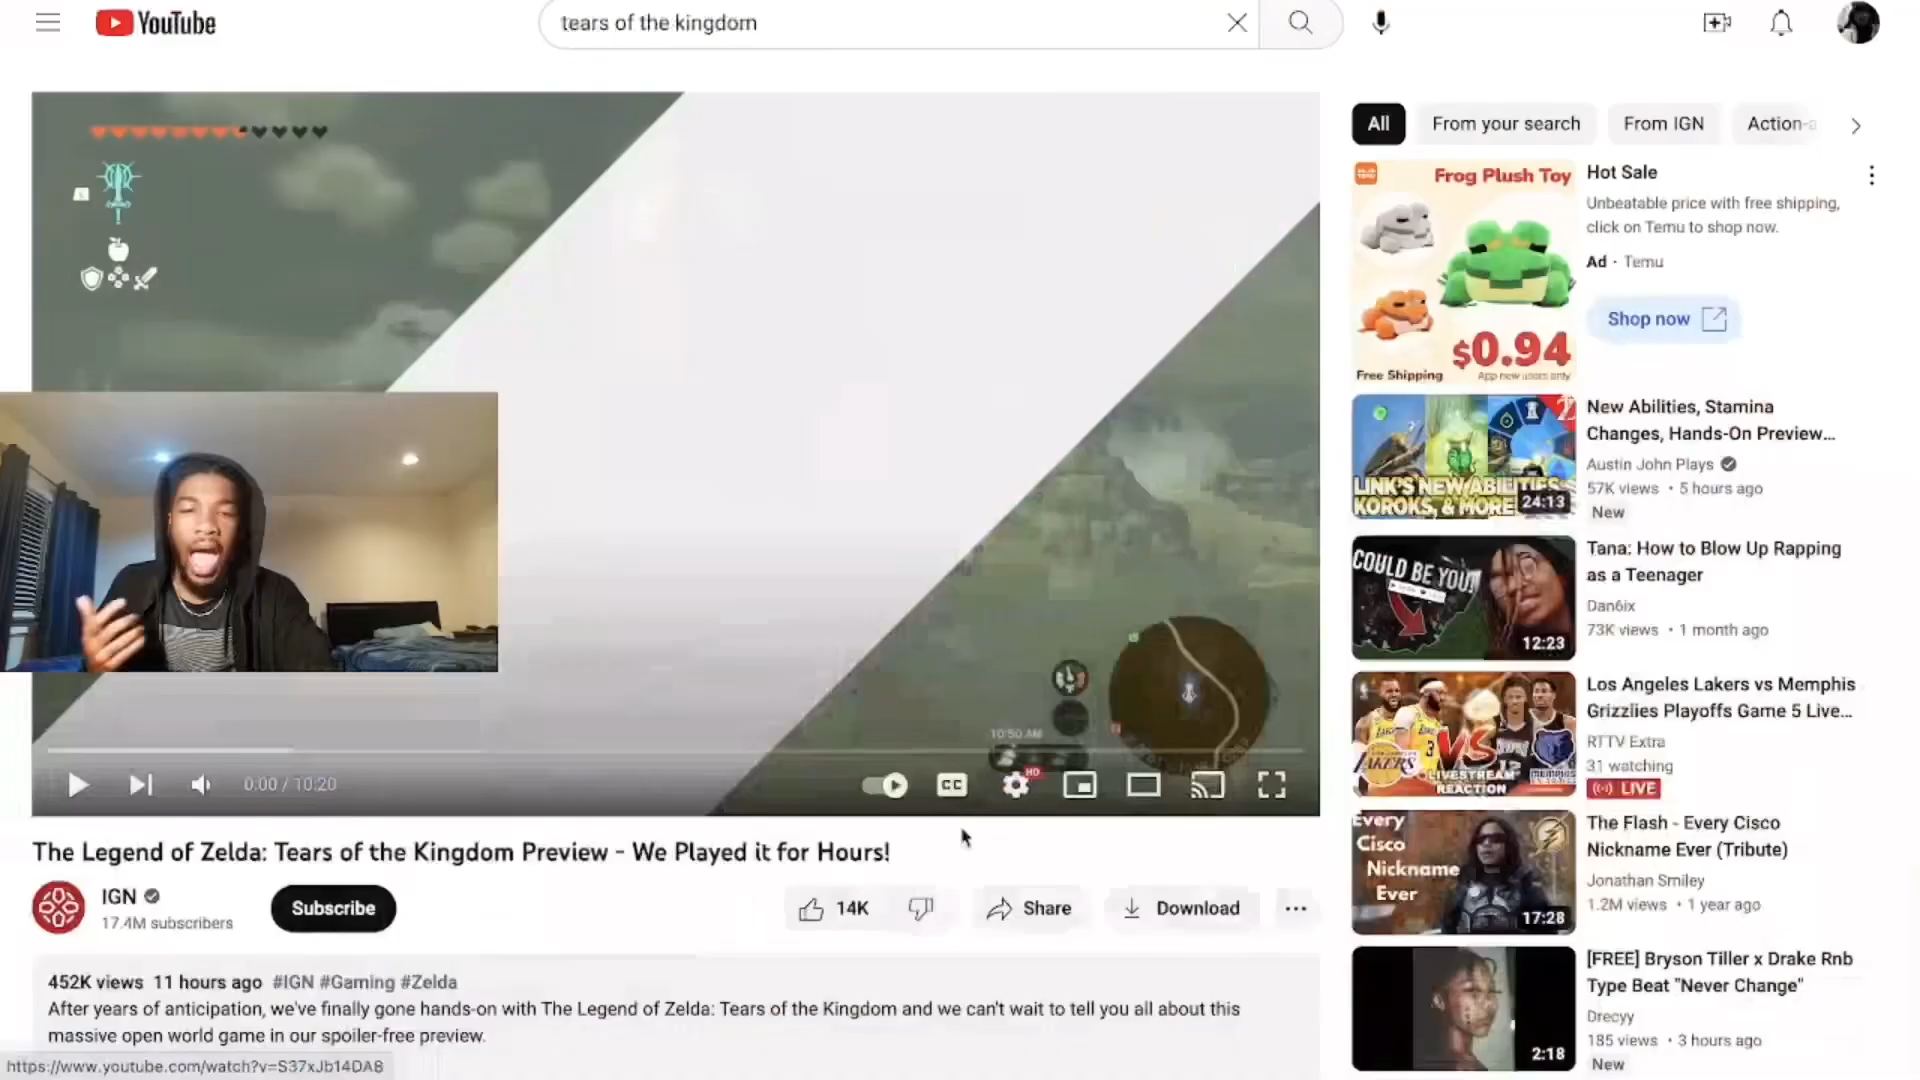 YouTube
tears of the kingdom
10:50 AM
0:00 / 10:20
CC
HD
The Legend of Zelda: Tears of the Kingdom Preview - We Played it for Hours!
IGN
17.4M subscribers
Subscribe
14K
Share
Download
452K views 11 hours ago #IGN #Gaming #Zelda
After years of anticipation, we've finally gone hands-on with The Legend of Zelda: Tears of the Kingdom and we can't wait to tell you all about this
massive open world game in our spoiler-free preview.
https://www.youtube.com/watch?v=S37xJb14DA8
All
From your search
From IGN
Action-a
Frog Plush Toy
$0.94
Free Shipping
App new users only
Hot Sale
Unbeatable price with free shipping,
click on Temu to shop now.
Ad · Temu
Shop now
LINK'S NEW ABILITIES
KOROKS, & MORE
24:13
New Abilities, Stamina
Changes, Hands-On Preview...
Austin John Plays
57K views • 5 hours ago
New
COULD BE YOU!
12:23
Tana: How to Blow Up Rapping
as a Teenager
Dan6ix
73K views • 1 month ago
LAKERS
VS
MEMPHIS
LIVESTREAM
REACTION
Los Angeles Lakers vs Memphis
Grizzlies Playoffs Game 5 Live...
RTTV Extra
31 watching
LIVE
Every
Cisco
Nickname
Ever
17:28
The Flash - Every Cisco
Nickname Ever (Tribute)
Jonathan Smiley
1.2M views • 1 year ago
2:18
[FREE] Bryson Tiller x Drake Rnb
Type Beat "Never Change"
Drecyy
185 views • 3 hours ago
New